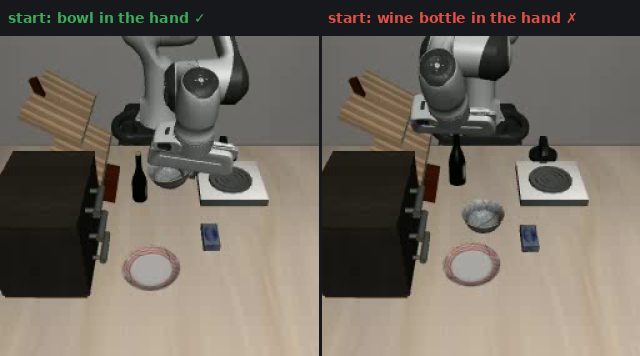 start: bowl in the hand ✓
start: wine bottle in the hand ✗